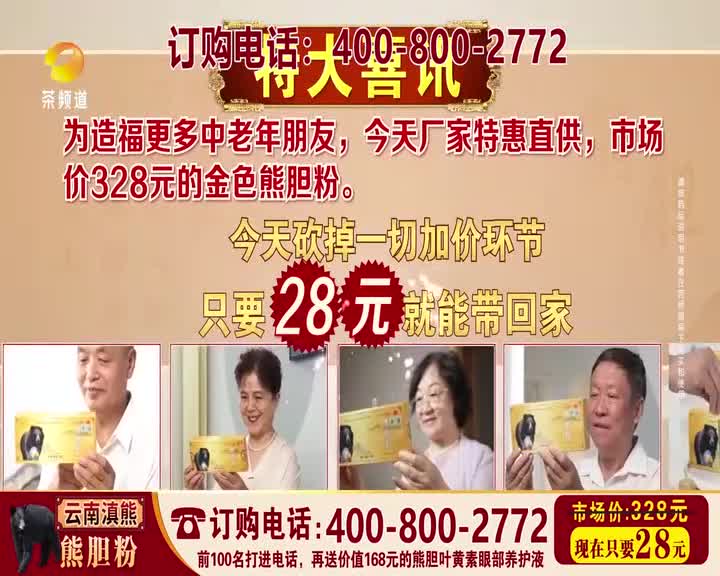 订购电话：400-800-2772
特大喜讯
茶频道
为造福更多中老年朋友，今天厂家特惠直供，市场
价328元的金色熊胆粉。
今天砍掉一切加价环节
只要28元就能带回家
云南滇熊
熊胆粉
订购电话：400-800-2772
前100名打进电话，再送价值168元的熊胆叶黄素眼部养护液
市场价:328元
现在只要28元